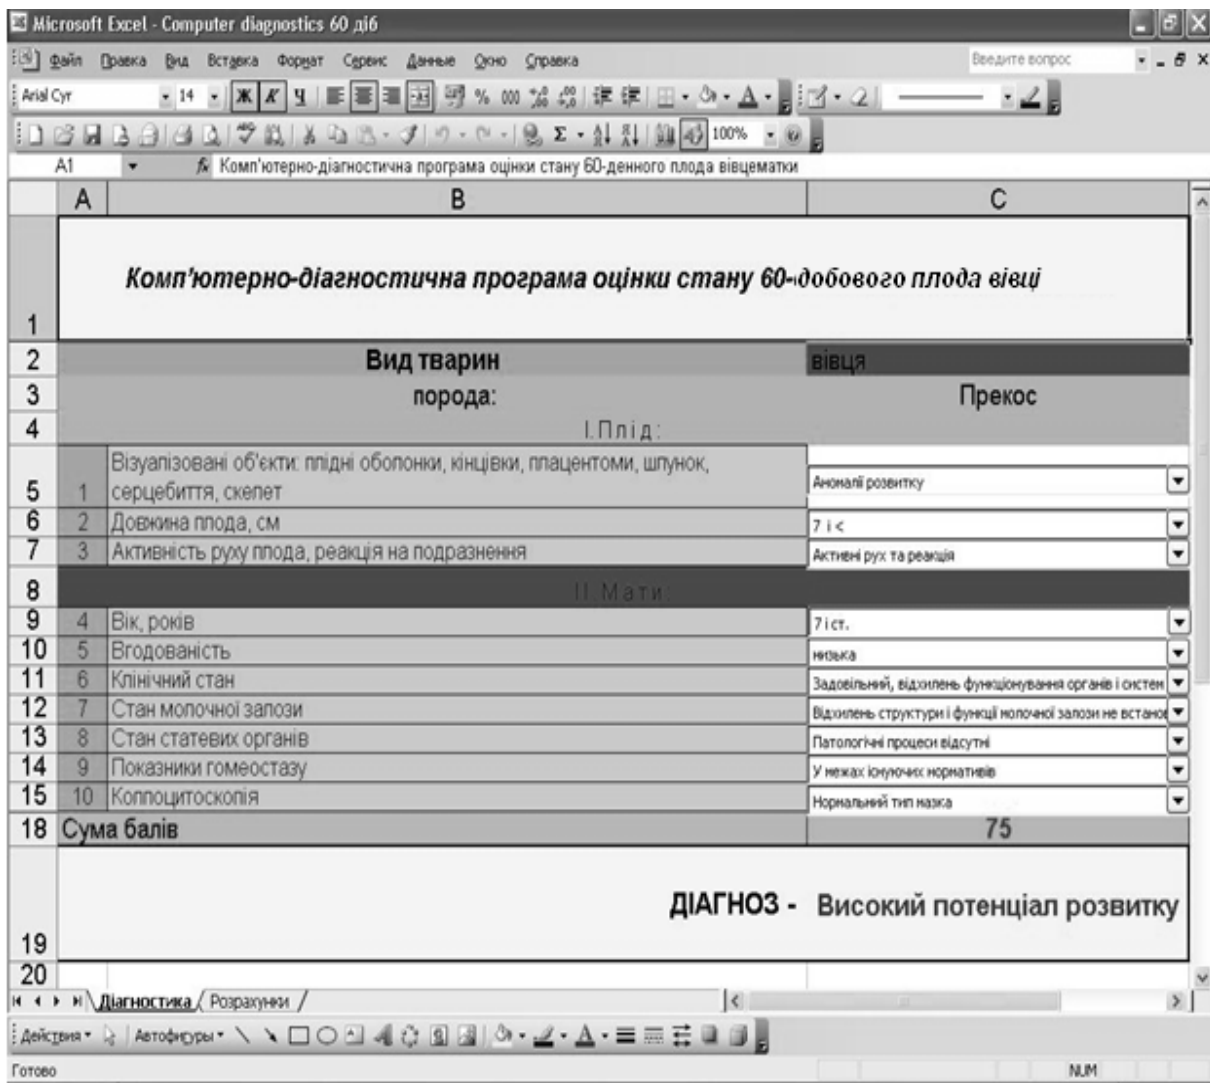 Microsoft Excel - Computer diagnostics 60 діб
Файл Правка Вид Вставка Формат Сервис Данные Окно Справка Введите вопрос
Arial Cyr 14 Ж К Ч % 000
100%
A1 fx Комп'ютерно-діагностична програма оцінки стану 60-денного плода вівцематки
A B C
1 Комп'ютерно-діагностична програма оцінки стану 60-добового плода вівці
2 Вид тварин вівця
3 порода: Прекос
4 І.Плід:
Візуалізовані об'єкти: плідні оболонки, кінцівки, плацентоми, шлунок,
5 1 серцебиття, скелет Аномалії розвитку
6 2 Довжина плода, см 7 і <
7 3 Активність руху плода, реакція на подразнення Активні рух та реакція
8 ІІ.Мати:
9 4 Вік, років 7 і ст.
10 5 Вгодованість низька
11 6 Клінічний стан Задовільний, відхилень функціонування органів і систем
12 7 Стан молочної залози Відхилень структури і функції молочної залози не встанов
13 8 Стан статевих органів Патологічні процеси відсутні
14 9 Показники гомеостазу У межах існуючих нормативів
15 10 Колпоцитоскопія Нормальний тип мазка
18 Сума балів 75
19 ДІАГНОЗ - Високий потенціал розвитку
20
Діагностика Розрахунки
Действия Автофигуры
Готово NUM